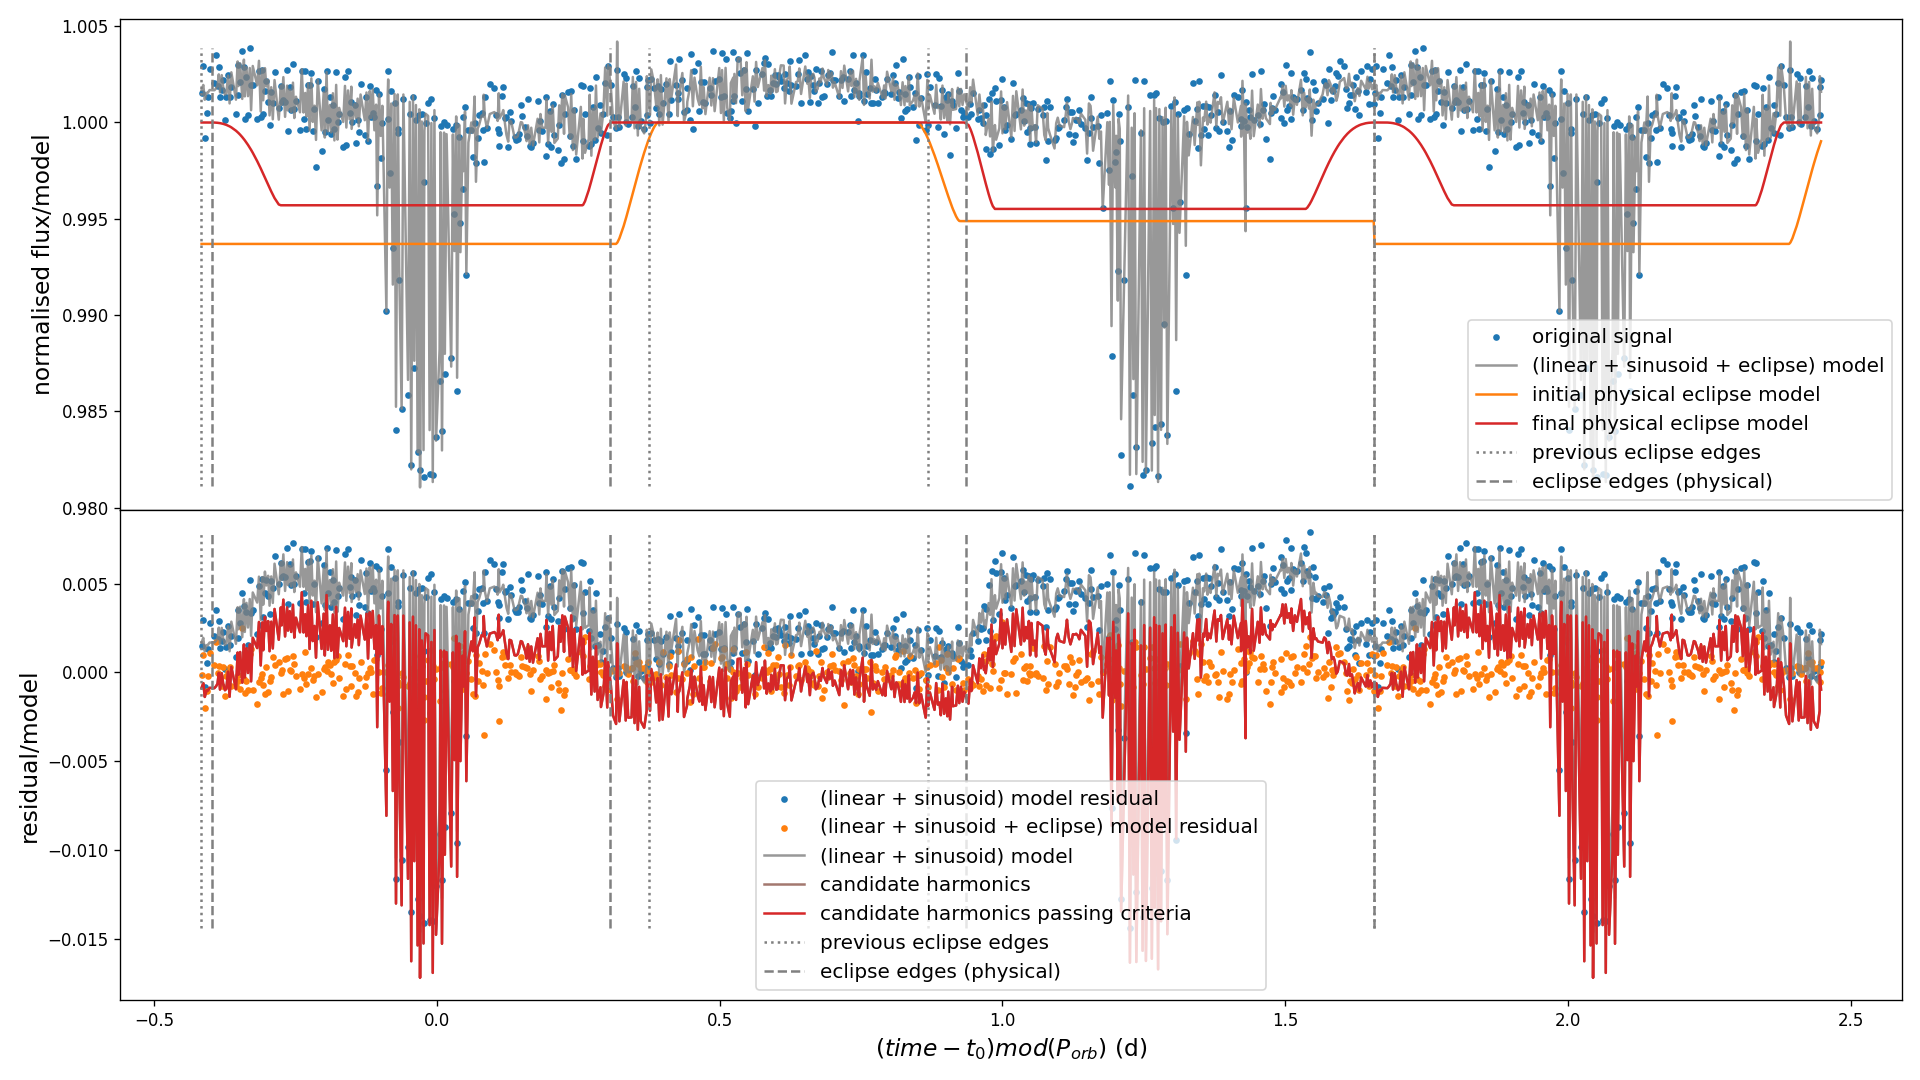 1.005
1.000
0.995
0.990
0.985
0.980
normalised flux/model
original signal
(linear + sinusoid + eclipse) model
initial physical eclipse model
final physical eclipse model
previous eclipse edges
eclipse edges (physical)
0.005
0.000
−0.005
−0.010
−0.015
residual/model
(linear + sinusoid) model residual
(linear + sinusoid + eclipse) model residual
(linear + sinusoid) model
candidate harmonics
candidate harmonics passing criteria
previous eclipse edges
eclipse edges (physical)
−0.5 0.0 0.5 1.0 1.5 2.0 2.5
(time − t₀)mod(P_orb) (d)